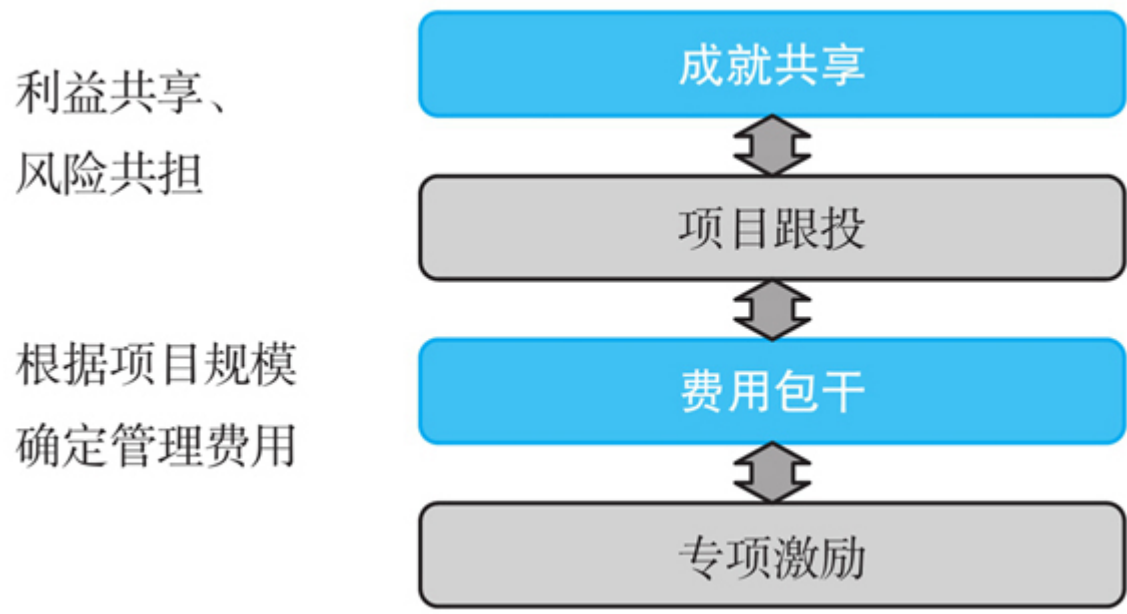 利益共享、
风险共担
成就共享
项目跟投
根据项目规模
确定管理费用
费用包干
专项激励